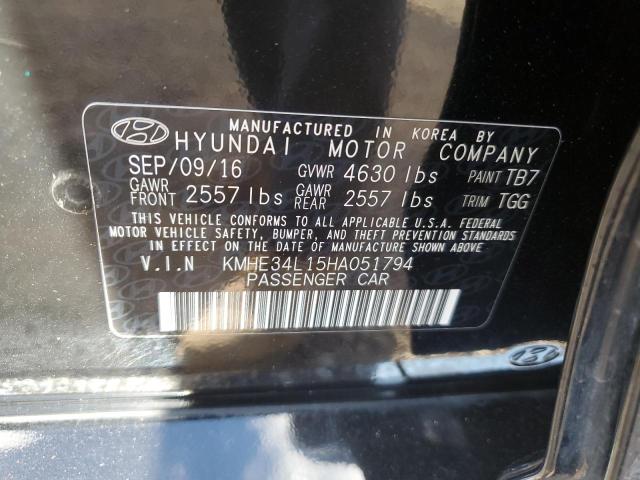 MANUFACTURED IN KOREA BY
HYUNDAI MOTOR COMPANY
SEP/09/16 GVWR 4630 lbs PAINT TB7
GAWR FRONT 2557 lbs GAWR REAR 2557 lbs TRIM TGG
THIS VEHICLE CONFORMS TO ALL APPLICABLE U.S.A. FEDERAL
MOTOR VEHICLE SAFETY, BUMPER, AND THEFT PREVENTION STANDARDS
IN EFFECT ON THE DATE OF MANUFACTURE SHOWN ABOVE.
V.I.N KMHE34L15HA051794
PASSENGER CAR